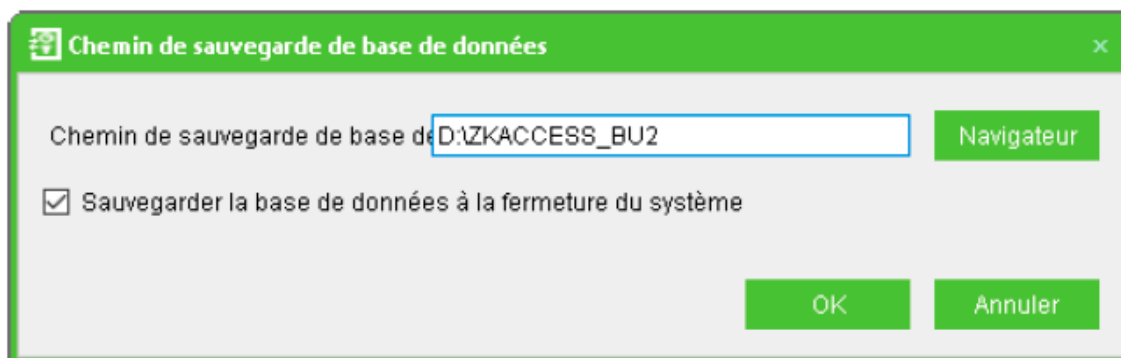 Chemin de sauvegarde de base de données
Chemin de sauvegarde de base de D:\ZKACCESS_BU2 Navigateur
Sauvegarder la base de données à la fermeture du système
OK Annuler